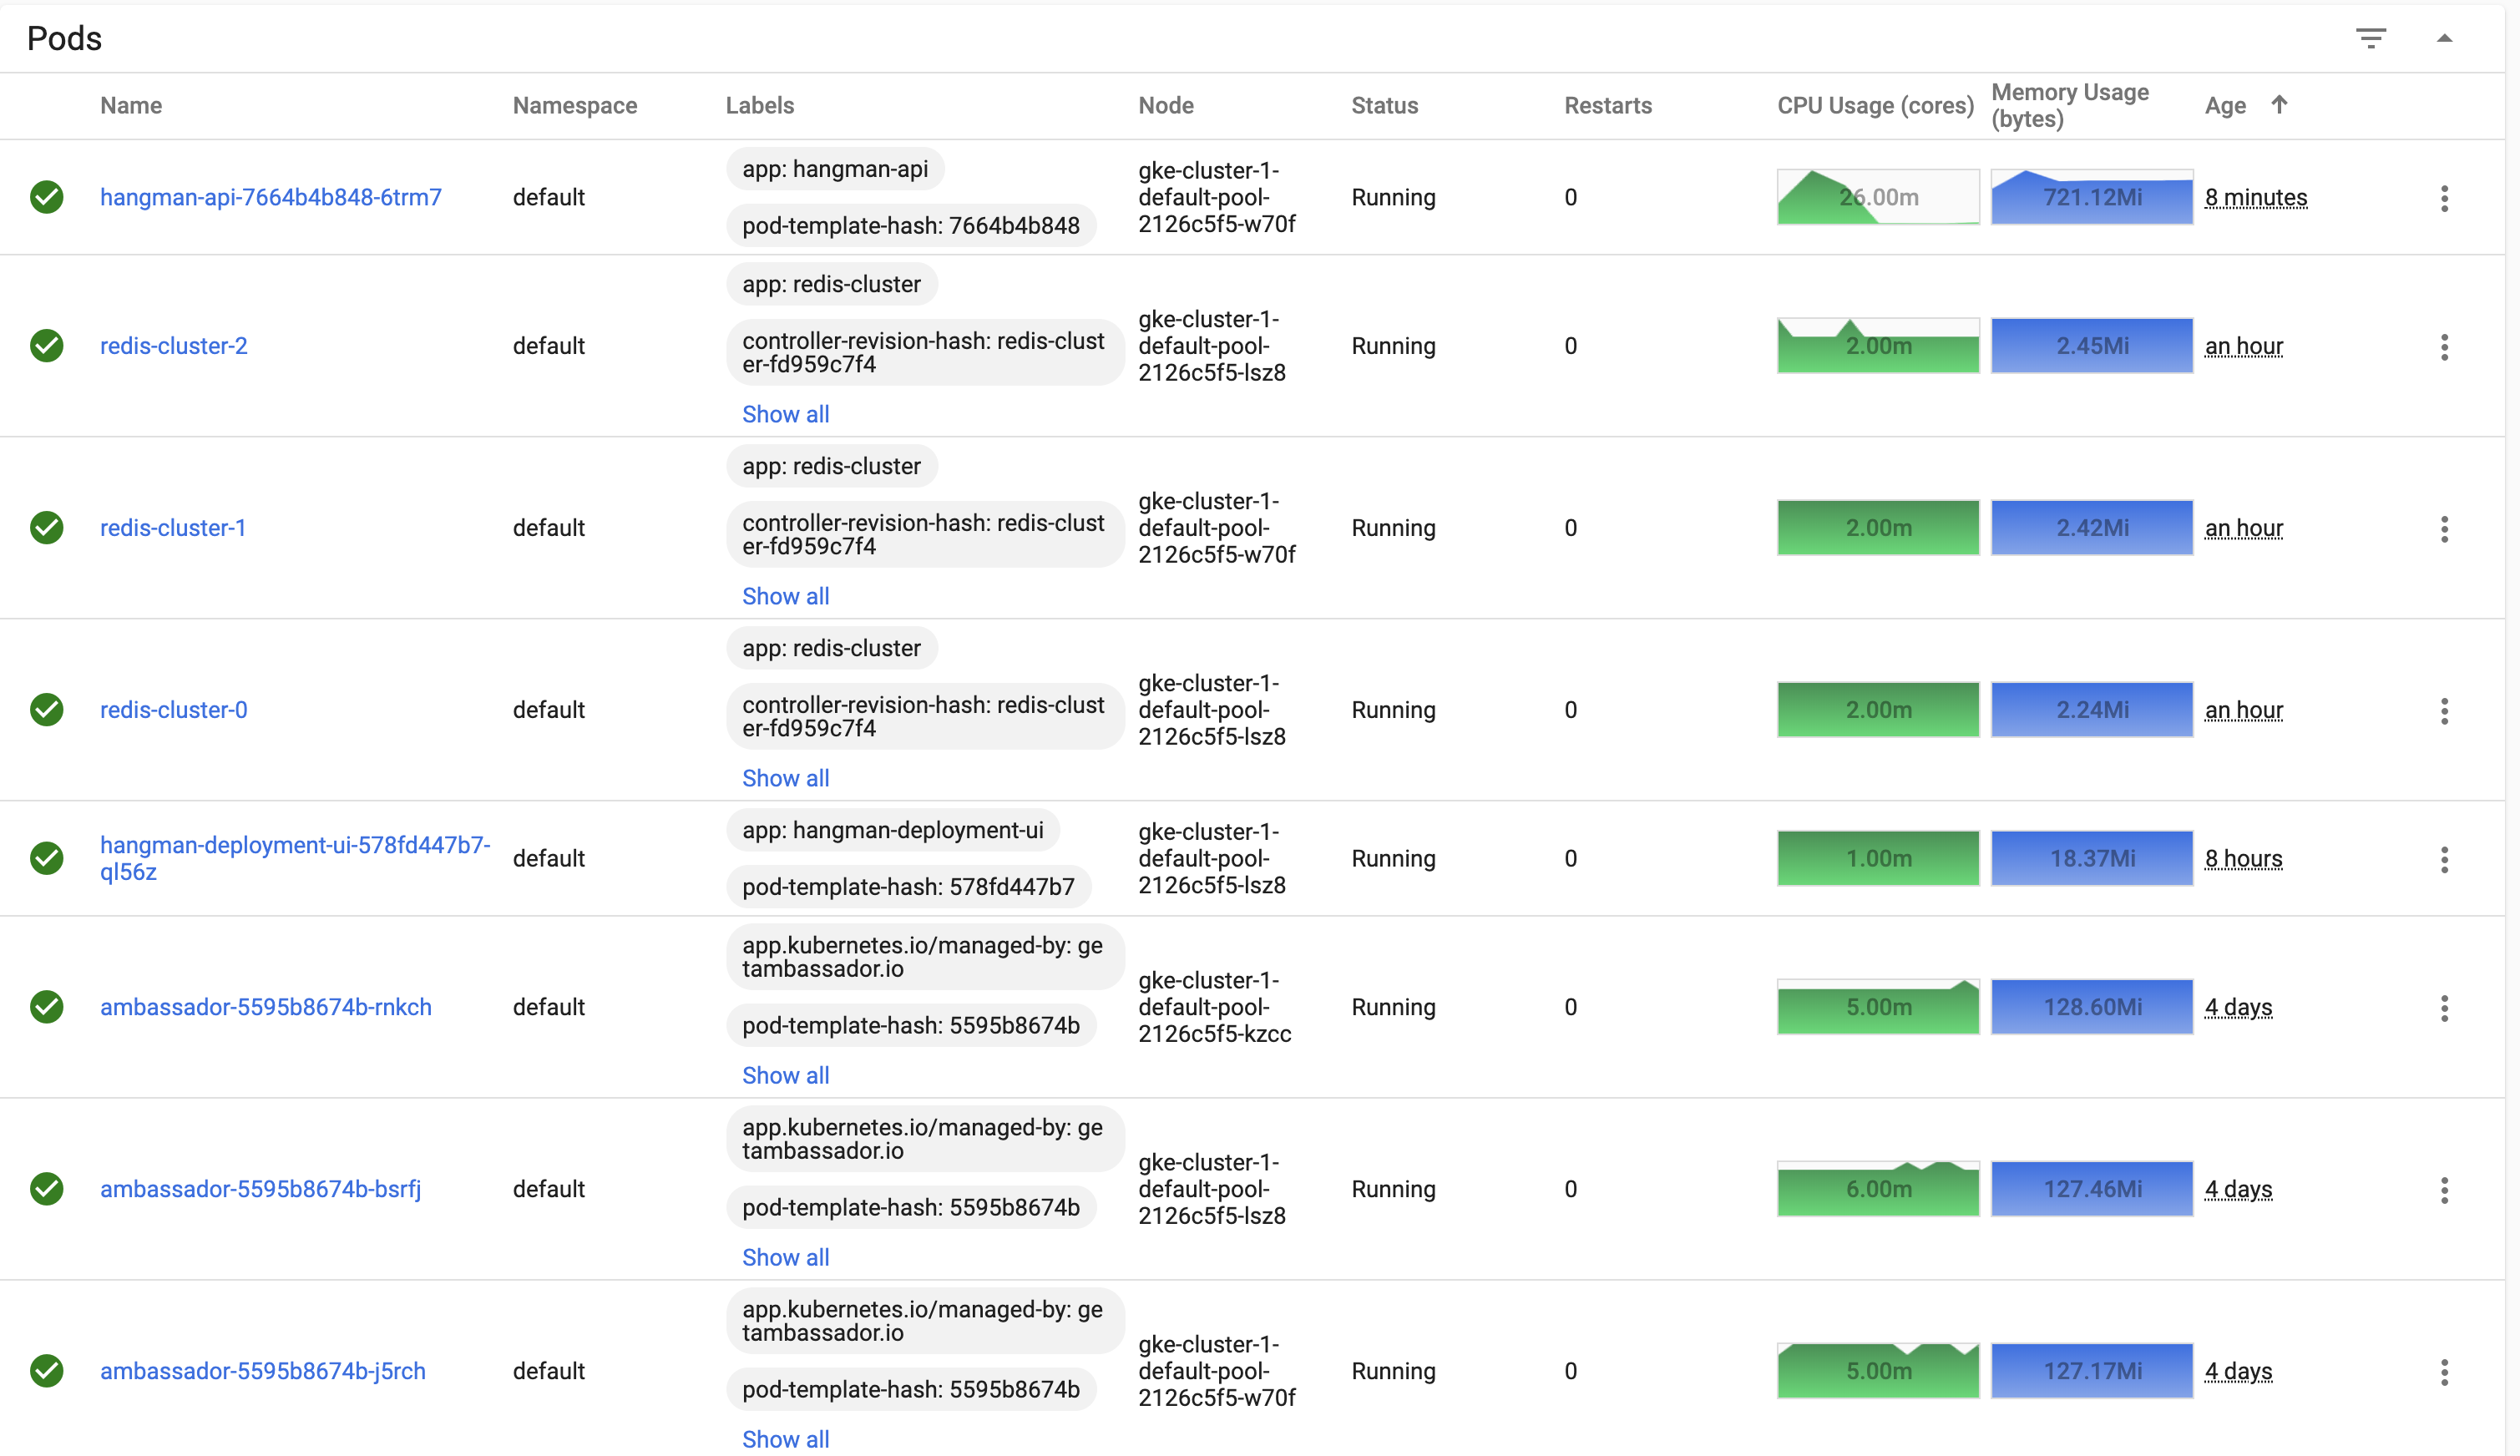 Pods
Name Namespace Labels Node Status Restarts CPU Usage (cores) Memory Usage (bytes) Age
app: hangman-api
pod-template-hash: 7664b4b848
hangman-api-7664b4b848-6trm7 default gke-cluster-1-
default-pool-
2126c5f5-w70f Running 0 26.00m 721.12Mi 8 minutes
app: redis-cluster
controller-revision-hash: redis-clust
er-fd959c7f4
Show all
redis-cluster-2 default gke-cluster-1-
default-pool-
2126c5f5-lsz8 Running 0 2.00m 2.45Mi an hour
app: redis-cluster
controller-revision-hash: redis-clust
er-fd959c7f4
Show all
redis-cluster-1 default gke-cluster-1-
default-pool-
2126c5f5-w70f Running 0 2.00m 2.42Mi an hour
app: redis-cluster
controller-revision-hash: redis-clust
er-fd959c7f4
Show all
redis-cluster-0 default gke-cluster-1-
default-pool-
2126c5f5-lsz8 Running 0 2.00m 2.24Mi an hour
app: hangman-deployment-ui
pod-template-hash: 578fd447b7
hangman-deployment-ui-578fd447b7-
ql56z default gke-cluster-1-
default-pool-
2126c5f5-lsz8 Running 0 1.00m 18.37Mi 8 hours
app.kubernetes.io/managed-by: ge
tambassador.io
pod-template-hash: 5595b8674b
Show all
ambassador-5595b8674b-rnkch default gke-cluster-1-
default-pool-
2126c5f5-kzcc Running 0 5.00m 128.60Mi 4 days
app.kubernetes.io/managed-by: ge
tambassador.io
pod-template-hash: 5595b8674b
Show all
ambassador-5595b8674b-bsrfj default gke-cluster-1-
default-pool-
2126c5f5-lsz8 Running 0 6.00m 127.46Mi 4 days
app.kubernetes.io/managed-by: ge
tambassador.io
pod-template-hash: 5595b8674b
Show all
ambassador-5595b8674b-j5rch default gke-cluster-1-
default-pool-
2126c5f5-w70f Running 0 5.00m 127.17Mi 4 days